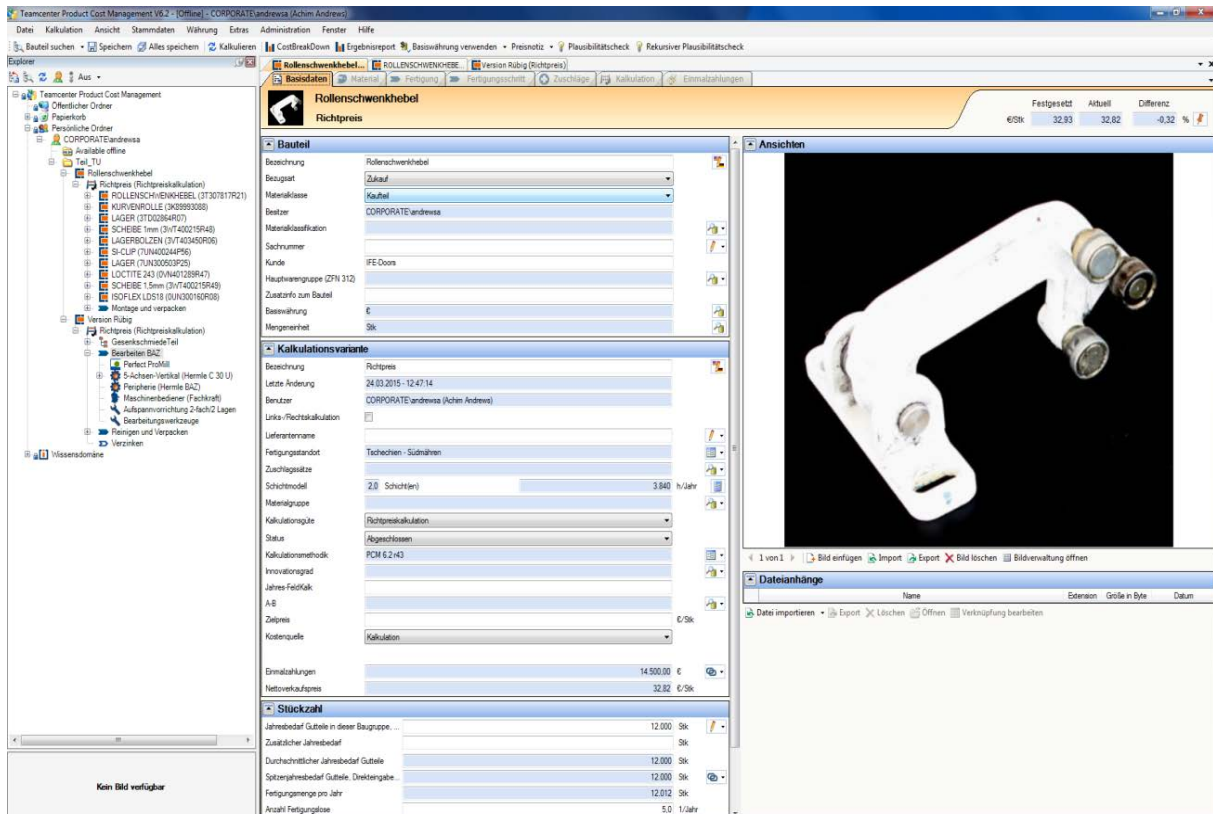 Teamcenter Product Cost Management V6.2 - [Offline] - CORPORATE\andrewsa (Achim Andrews)
Datei Kalkulation Ansicht Stammdaten Währung Extras Administration Fenster Hilfe
Bauteil suchen Speichern Alles speichern Kalkulieren CostBreakDown Ergebnisreport Basiswährung verwenden Preisnotiz Plausibilitätscheck Rekursiver Plausibilitätscheck
Explorer
Aus
Teamcenter Product Cost Management
Öffentlicher Ordner
Papierkorb
Persönliche Ordner
CORPORATE\andrewsa
Available offline
Teil_TU
Rollenschwenkhebel
Richtpreis (Richtpreiskalkulation)
ROLLENSCHWENKHEBEL (3T307817R21)
KURVENROLLE (3K89993088)
LAGER (3TD02864R07)
SCHEIBE 1mm (3WT400215R48)
LAGERBOLZEN (3VT403450R06)
SI-CLIP (7UN400244P56)
LAGER (7UN300503P25)
LOCTITE 243 (0VN401289R47)
SCHEIBE 1,5mm (3WT400215R49)
ISOFLEX LDS18 (0UN300160R08)
Montage und verpacken
Version Rübig
Richtpreis (Richtpreiskalkulation)
GesenkschmiedeTeil
Bearbeiten BAZ
Perfect ProMill
5-Achsen-Vertikal (Hermle C 30 U)
Peripherie (Hermle BAZ)
Maschinenbediener (Fachkraft)
Aufspannvorrichtung 2-fach/2 Lagen
Bearbeitungswerkzeuge
Reinigen und Verpacken
Verzinken
Wissensdomäne
Kein Bild verfügbar
Rollenschwenkhebel... ROLLENSCHWENKHEBE... Version Rübig (Richtpreis)
Basisdaten Material Fertigung Fertigungsschritt Zuschläge Kalkulation Einmalzahlungen
Rollenschwenkhebel
Richtpreis
Festgesetzt Aktuell Differenz
€/Stk 32,93 32,82 -0,32 %
Bauteil
Bezeichnung Rollenschwenkhebel
Bezugsart Zukauf
Materialklasse Kaufteil
Besitzer CORPORATE\andrewsa
Materialklassifikation
Sachnummer
Kunde IFE-Doors
Hauptwarengruppe (ZFN 312)
Zusatzinfo zum Bauteil
Basiswährung €
Mengeneinheit Stk
Kalkulationsvariante
Bezeichnung Richtpreis
Letzte Änderung 24.03.2015 - 12:47:14
Benutzer CORPORATE\andrewsa (Achim Andrews)
Links-/Rechtskalkulation
Lieferantenname
Fertigungsstandort Tschechien - Südmähren
Zuschlagssätze
Schichtmodell 2,0 Schicht(en) 3.840 h/Jahr
Materialgruppe
Kalkulationsgüte Richtpreiskalkulation
Status Abgeschlossen
Kalkulationsmethodik PCM 6.2 r43
Innovationsgrad
Jahres-FeldKalk
A-B
Zielpreis €/Stk
Kostenquelle Kalkulation
Einmalzahlungen 14.500,00 €
Nettoverkaufspreis 32,82 €/Stk
Stückzahl
Jahresbedarf Gutteile in dieser Baugruppe, ... 12.000 Stk
Zusätzlicher Jahresbedarf Stk
Durchschnittlicher Jahresbedarf Gutteile 12.000 Stk
Spitzenjahresbedarf Gutteile, Direkteingabe... 12.000 Stk
Fertigungsmenge pro Jahr 12.012 Stk
Anzahl Fertigungslose 5,0 1/Jahr
Ansichten
1 von 1 Bild einfügen Import Export Bild löschen Bildverwaltung öffnen
Dateianhänge
Name Extension Größe in Byte Datum
Datei importieren Export Löschen Öffnen Verknüpfung bearbeiten